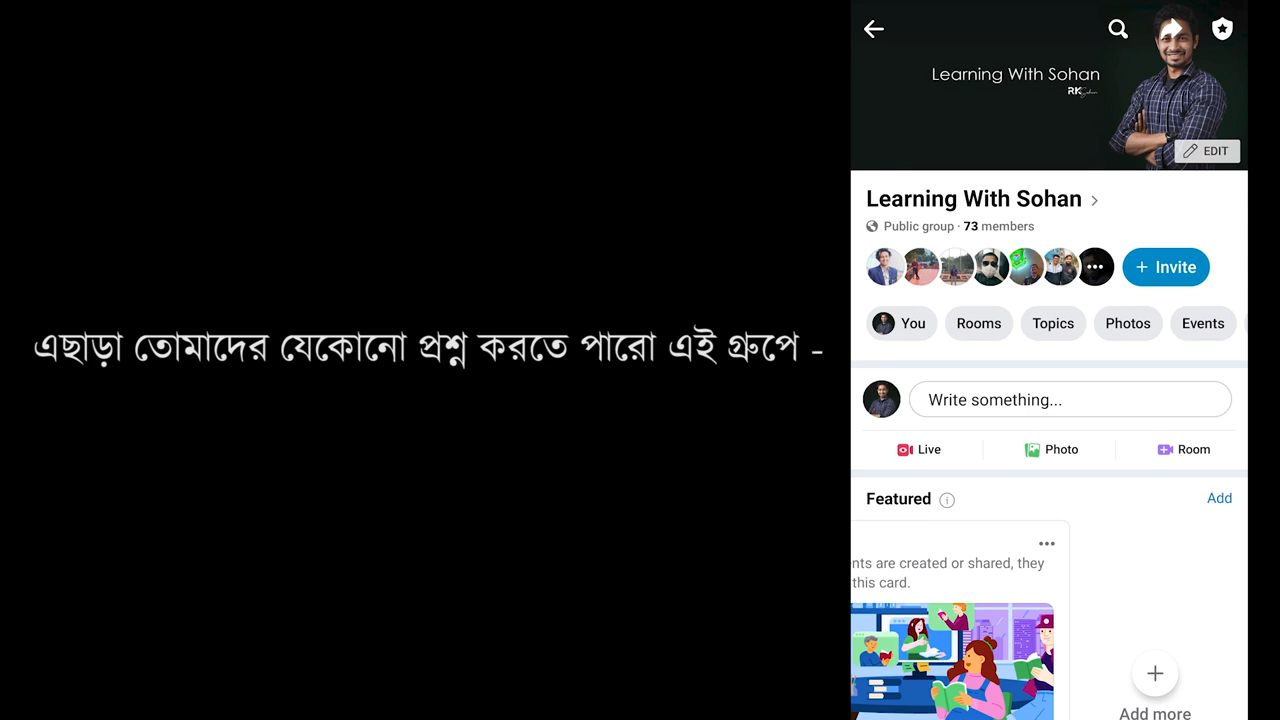 এছাড়া তোমাদের যেকোনো প্রশ্ন করতে পারো এই গ্রুপে -
Learning With Sohan
RK Sohan
EDIT
Learning With Sohan
Public group · 73 members
+ Invite
You Rooms Topics Photos Events
Write something...
Live Photo Room
Featured Add
nts are created or shared, they
this card.
Add more